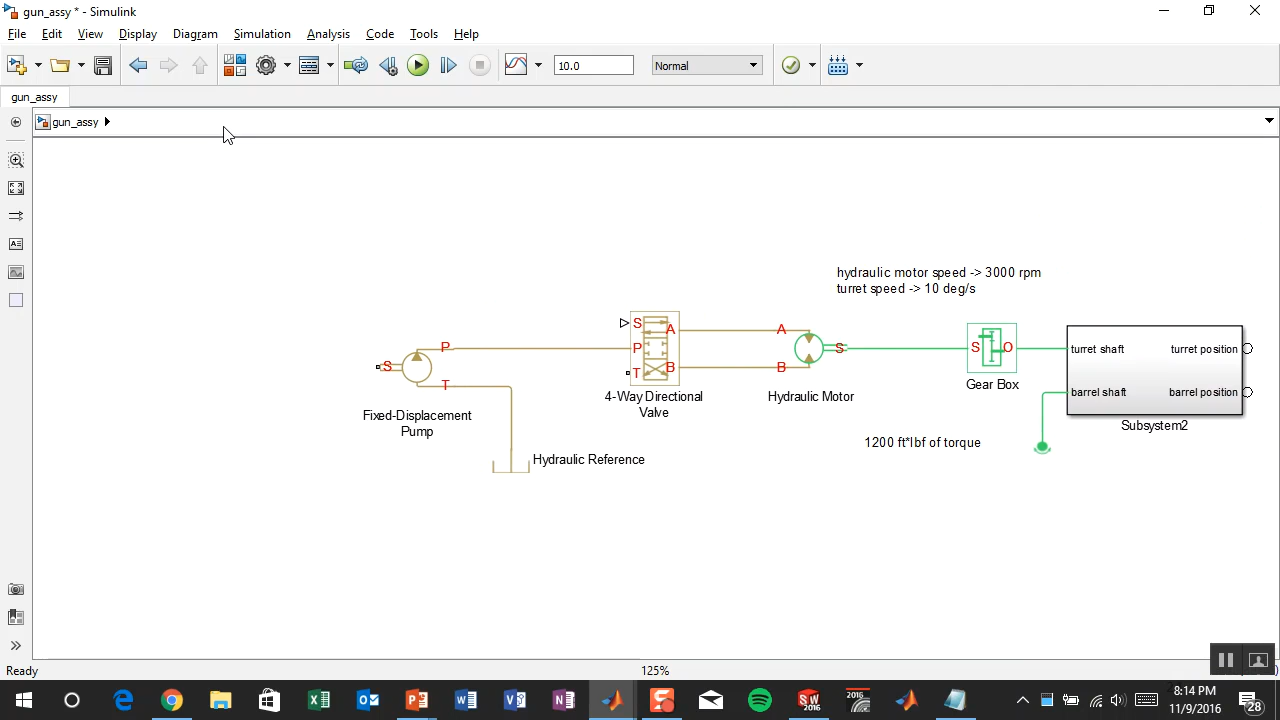 gun_assy * - Simulink
File Edit View Display Diagram Simulation Analysis Code Tools Help
10.0 Normal
gun_assy
gun_assy
hydraulic motor speed -> 3000 rpm
turret speed -> 10 deg/s
S A A
P P S S O turret shaft turret position
S T B B
T barrel shaft barrel position
Gear Box
4-Way Directional
Valve
Hydraulic Motor
Fixed-Displacement
Pump
Subsystem2
1200 ft*lbf of torque
Hydraulic Reference
Ready 125%
8:14 PM
11/9/2016
28
2016